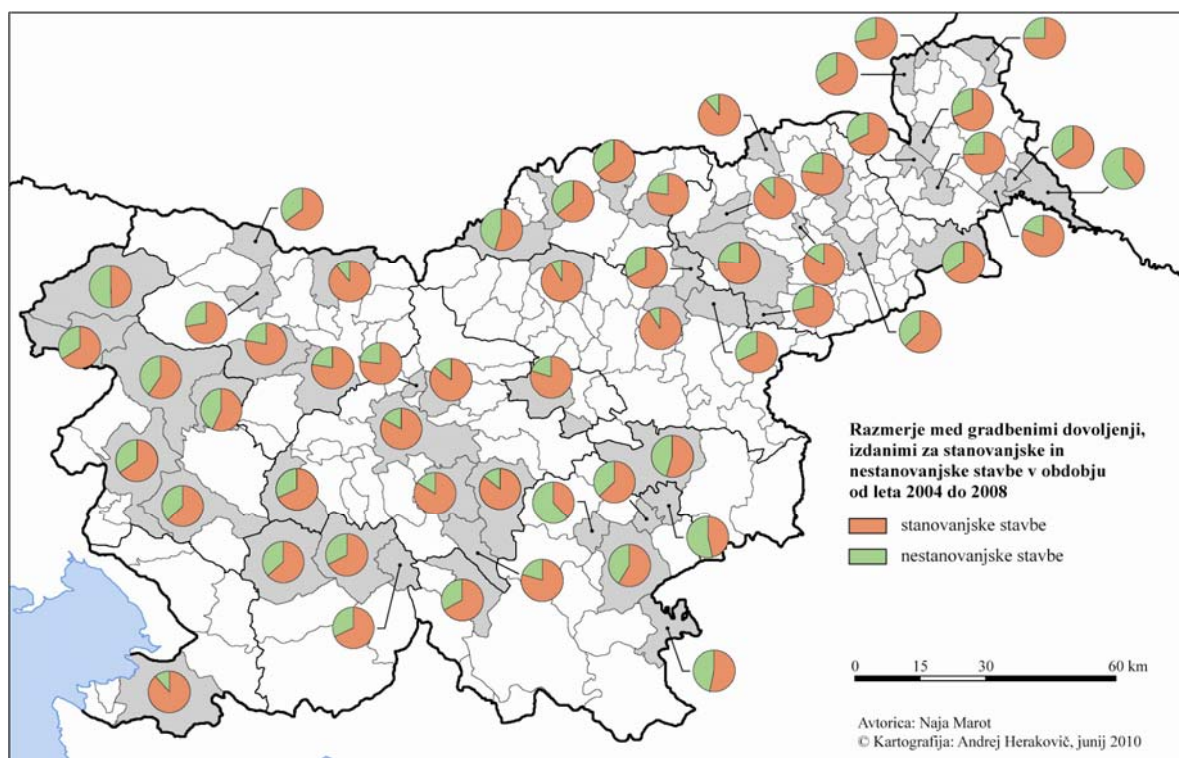 Razmerje med gradbenimi dovoljenji,
izdanimi za stanovanjske in
nestanovanjske stavbe v obdobju
od leta 2004 do 2008
stanovanjske stavbe
nestanovanjske stavbe
0 15 30 60 km
Avtorica: Naja Marot
© Kartografija: Andrej Herakovič, junij 2010